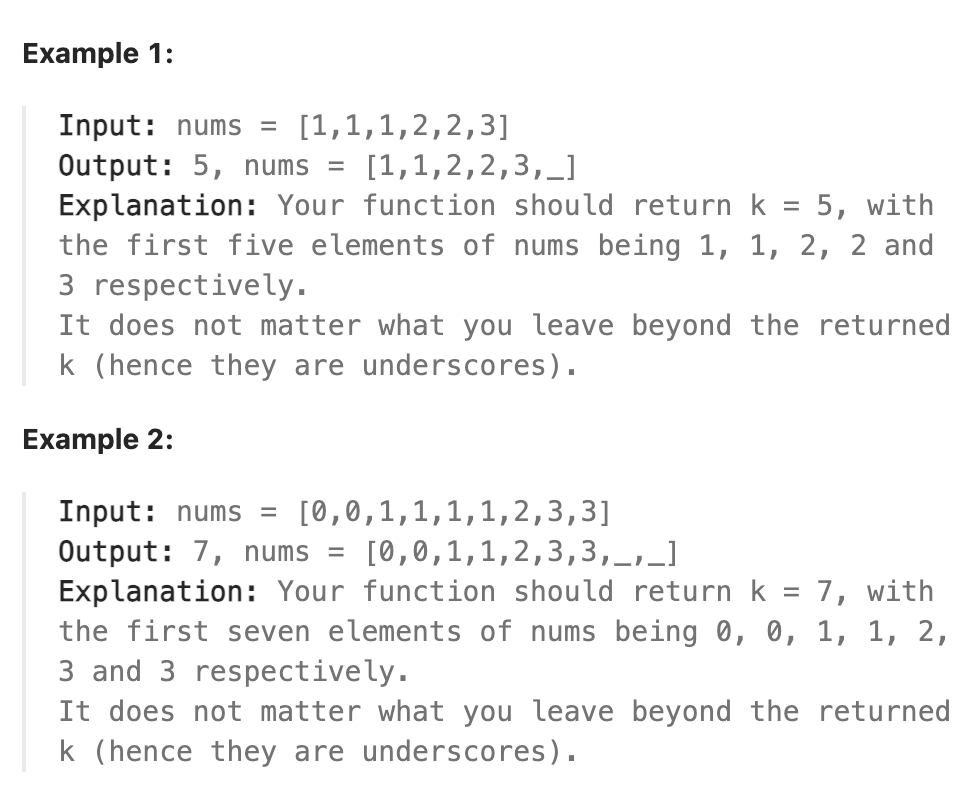 Example 1:
Input: nums = [1,1,1,2,2,3]
Output: 5, nums = [1,1,2,2,3,_]
Explanation: Your function should return k = 5, with
the first five elements of nums being 1, 1, 2, 2 and
3 respectively.
It does not matter what you leave beyond the returned
k (hence they are underscores).
Example 2:
Input: nums = [0,0,1,1,1,1,2,3,3]
Output: 7, nums = [0,0,1,1,2,3,3,_,_]
Explanation: Your function should return k = 7, with
the first seven elements of nums being 0, 0, 1, 1, 2,
3 and 3 respectively.
It does not matter what you leave beyond the returned
k (hence they are underscores).